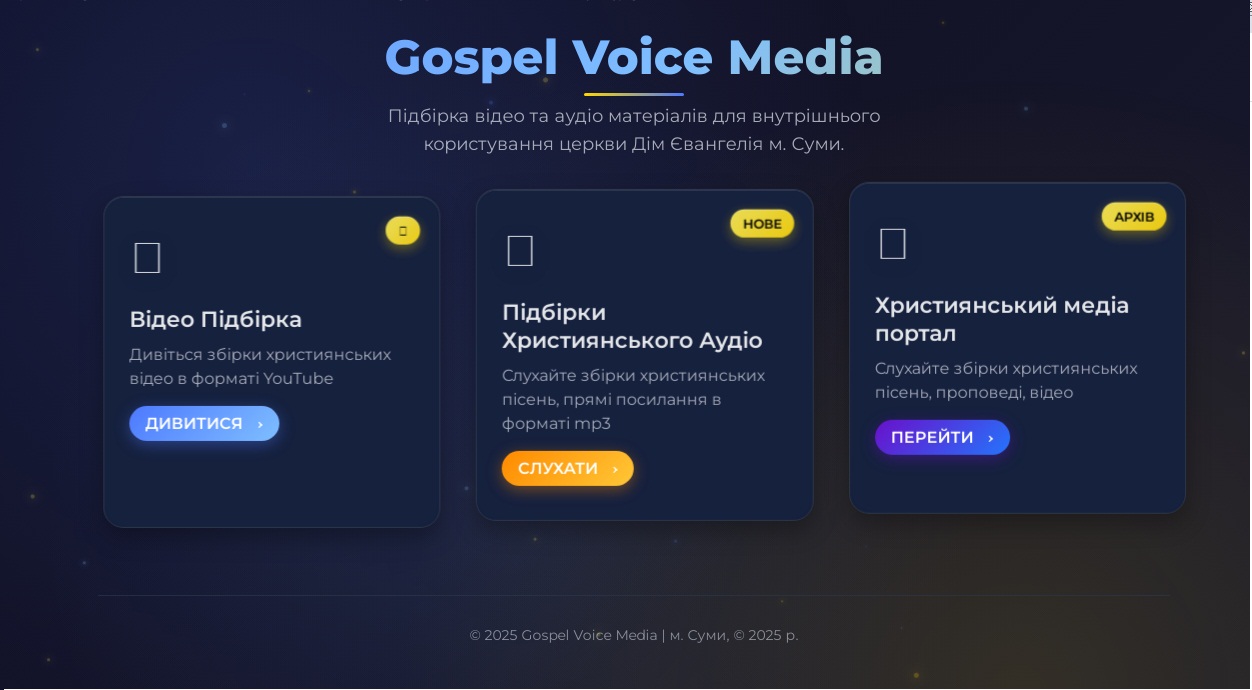 Gospel Voice Media
Підбірка відео та аудіо матеріалів для внутрішнього
користування церкви Дім Євангелія м. Суми.
Відео Підбірка
Дивіться збірки християнських
відео в форматі YouTube
ДИВИТИСЯ ›
НОВЕ
Підбірки
Християнського Аудіо
Слухайте збірки християнських
пісень, прямі посилання в
форматі mp3
СЛУХАТИ ›
АРХІВ
Християнський медіа
портал
Слухайте збірки християнських
пісень, проповеді, відео
ПЕРЕЙТИ ›
© 2025 Gospel Voice Media | м. Суми, © 2025 р.